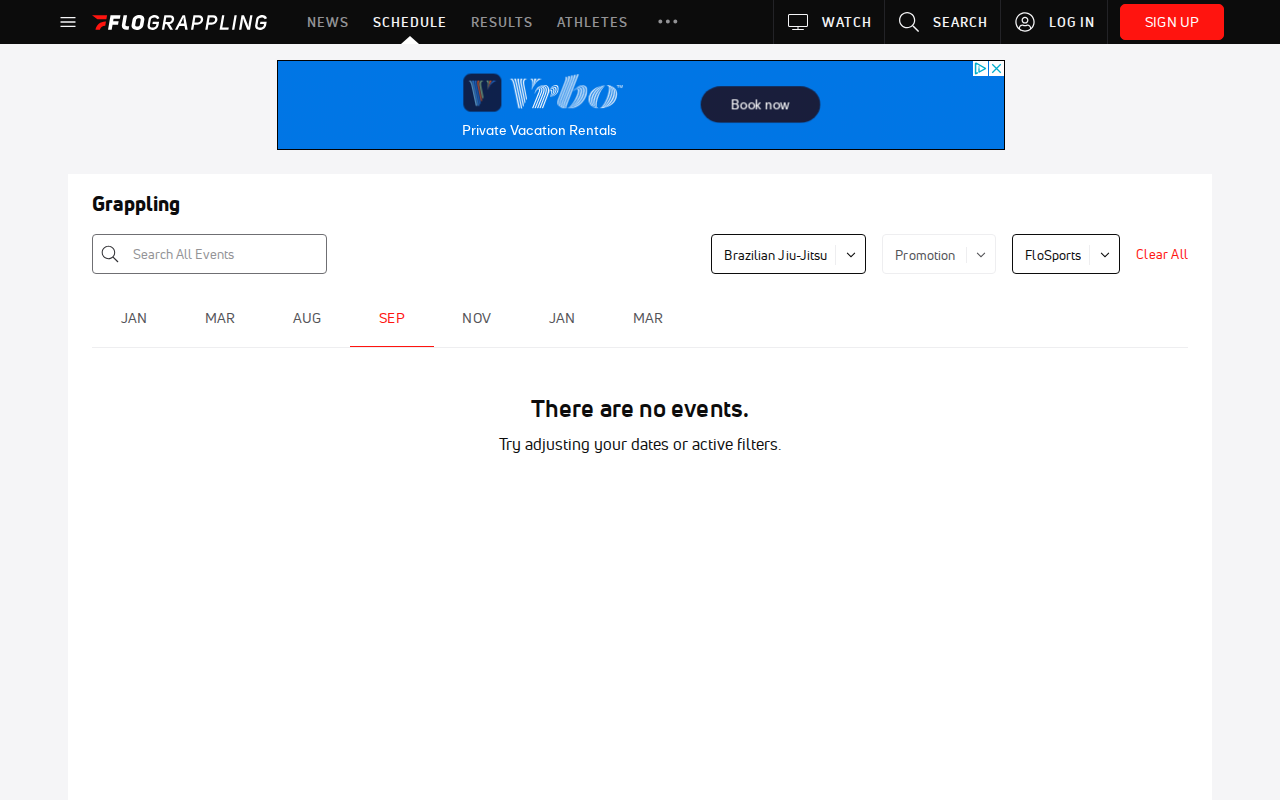 FLOGRAPPLING NEWS SCHEDULE RESULTS ATHLETES WATCH SEARCH LOG IN SIGN UP
Vrbo™
Book now
Private Vacation Rentals
Grappling
Search All Events Brazilian Jiu-Jitsu Promotion FloSports Clear All
JAN MAR AUG SEP NOV JAN MAR
There are no events.
Try adjusting your dates or active filters.